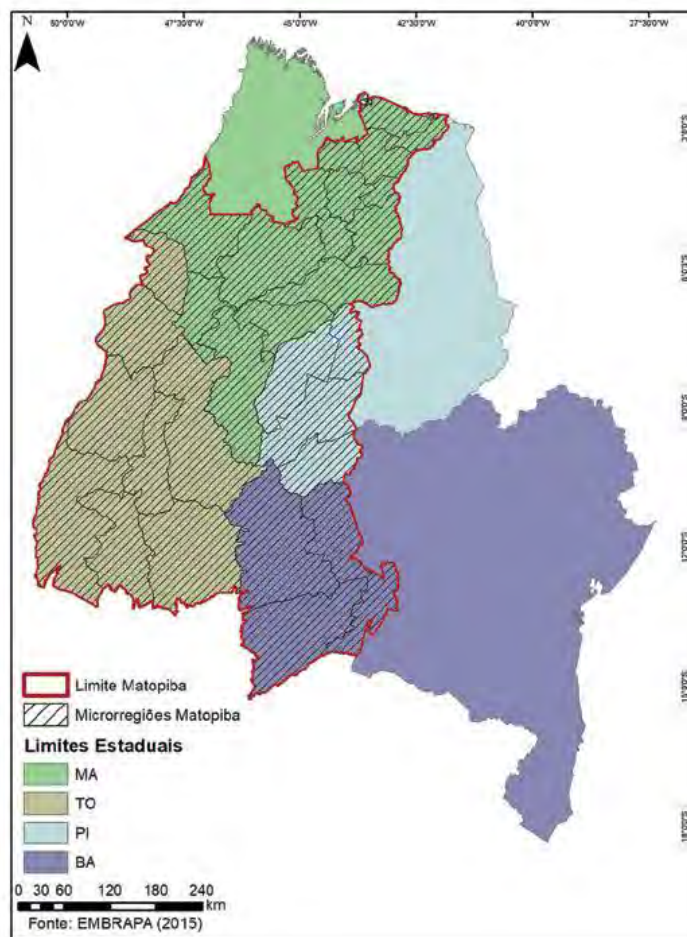 N
50°0'0"W 47°30'0"W 45°0'0"W 42°30'0"W 40°0'0"W 37°30'0"W
Limite Matopiba
Microrregiões Matopiba
Limites Estaduais
MA
TO
PI
BA
0 30 60 120 180 240
km
Fonte: EMBRAPA (2015)